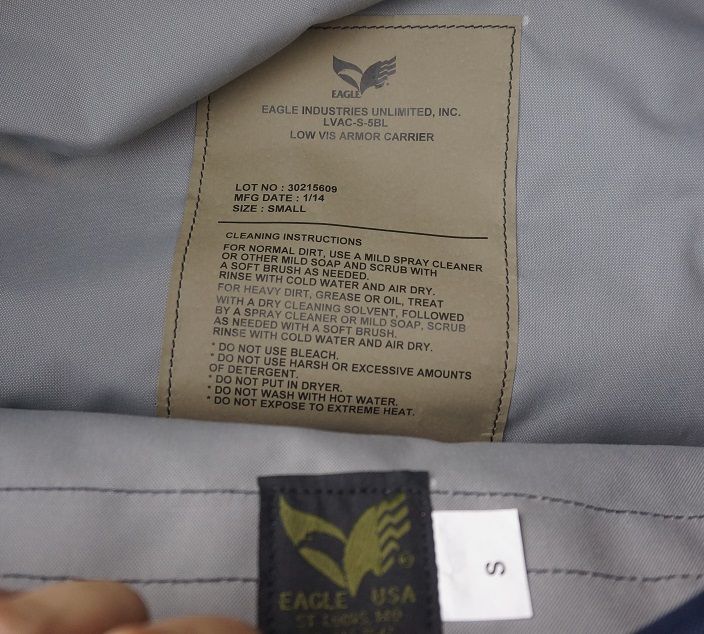 EAGLE
EAGLE INDUSTRIES UNLIMITED, INC.
LVAC-S-5BL
LOW VIS ARMOR CARRIER
LOT NO : 30215609
MFG DATE : 1/14
SIZE : SMALL
CLEANING INSTRUCTIONS
FOR NORMAL DIRT, USE A MILD SPRAY CLEANER
OR OTHER MILD SOAP AND SCRUB WITH
A SOFT BRUSH AS NEEDED.
RINSE WITH COLD WATER AND AIR DRY.
FOR HEAVY DIRT, GREASE OR OIL, TREAT
WITH A DRY CLEANING SOLVENT, FOLLOWED
BY A SPRAY CLEANER OR MILD SOAP, SCRUB
AS NEEDED WITH A SOFT BRUSH.
RINSE WITH COLD WATER AND AIR DRY.
* DO NOT USE BLEACH.
* DO NOT USE HARSH OR EXCESSIVE AMOUNTS
OF DETERGENT.
* DO NOT PUT IN DRYER.
* DO NOT WASH WITH HOT WATER.
* DO NOT EXPOSE TO EXTREME HEAT.
EAGLE USA
ST LOUIS, MO
S